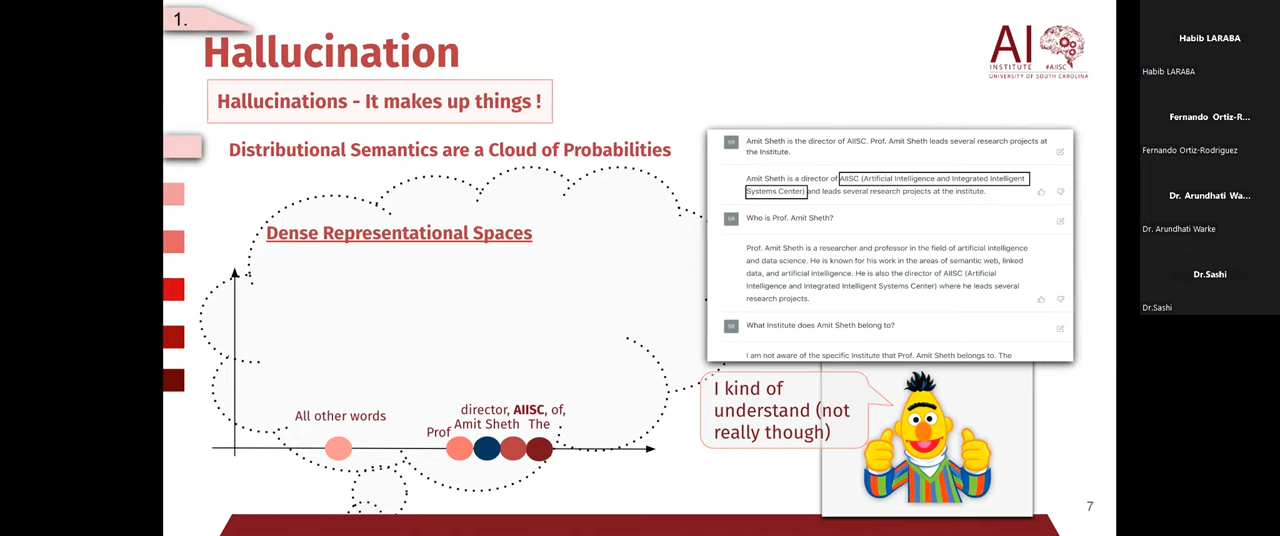 1.
Hallucination
AI
INSTITUTE #AIISC
UNIVERSITY OF SOUTH CAROLINA
Hallucinations - It makes up things !
Distributional Semantics are a Cloud of Probabilities
Dense Representational Spaces
All other words
director, AIISC, of,
Prof Amit Sheth The
SR Amit Sheth is the director of AIISC. Prof. Amit Sheth leads several research projects at
the Institute.
Amit Sheth is a director of AIISC (Artificial Intelligence and Integrated Intelligent
Systems Center) and leads several research projects at the institute.
SR Who is Prof. Amit Sheth?
Prof. Amit Sheth is a researcher and professor in the field of artificial intelligence
and data science. He is known for his work in the areas of semantic web, linked
data, and artificial intelligence. He is also the director of AIISC (Artificial
Intelligence and Integrated Intelligent Systems Center) where he leads several
research projects.
SR What Institute does Amit Sheth belong to?
I am not aware of the specific Institute that Prof. Amit Sheth belongs to. The
I kind of
understand (not
really though)
7
Habib LARABA
Habib LARABA
Fernando Ortiz-R...
Fernando Ortiz-Rodriguez
Dr. Arundhati Wa...
Dr. Arundhati Warke
Dr.Sashi
Dr.Sashi